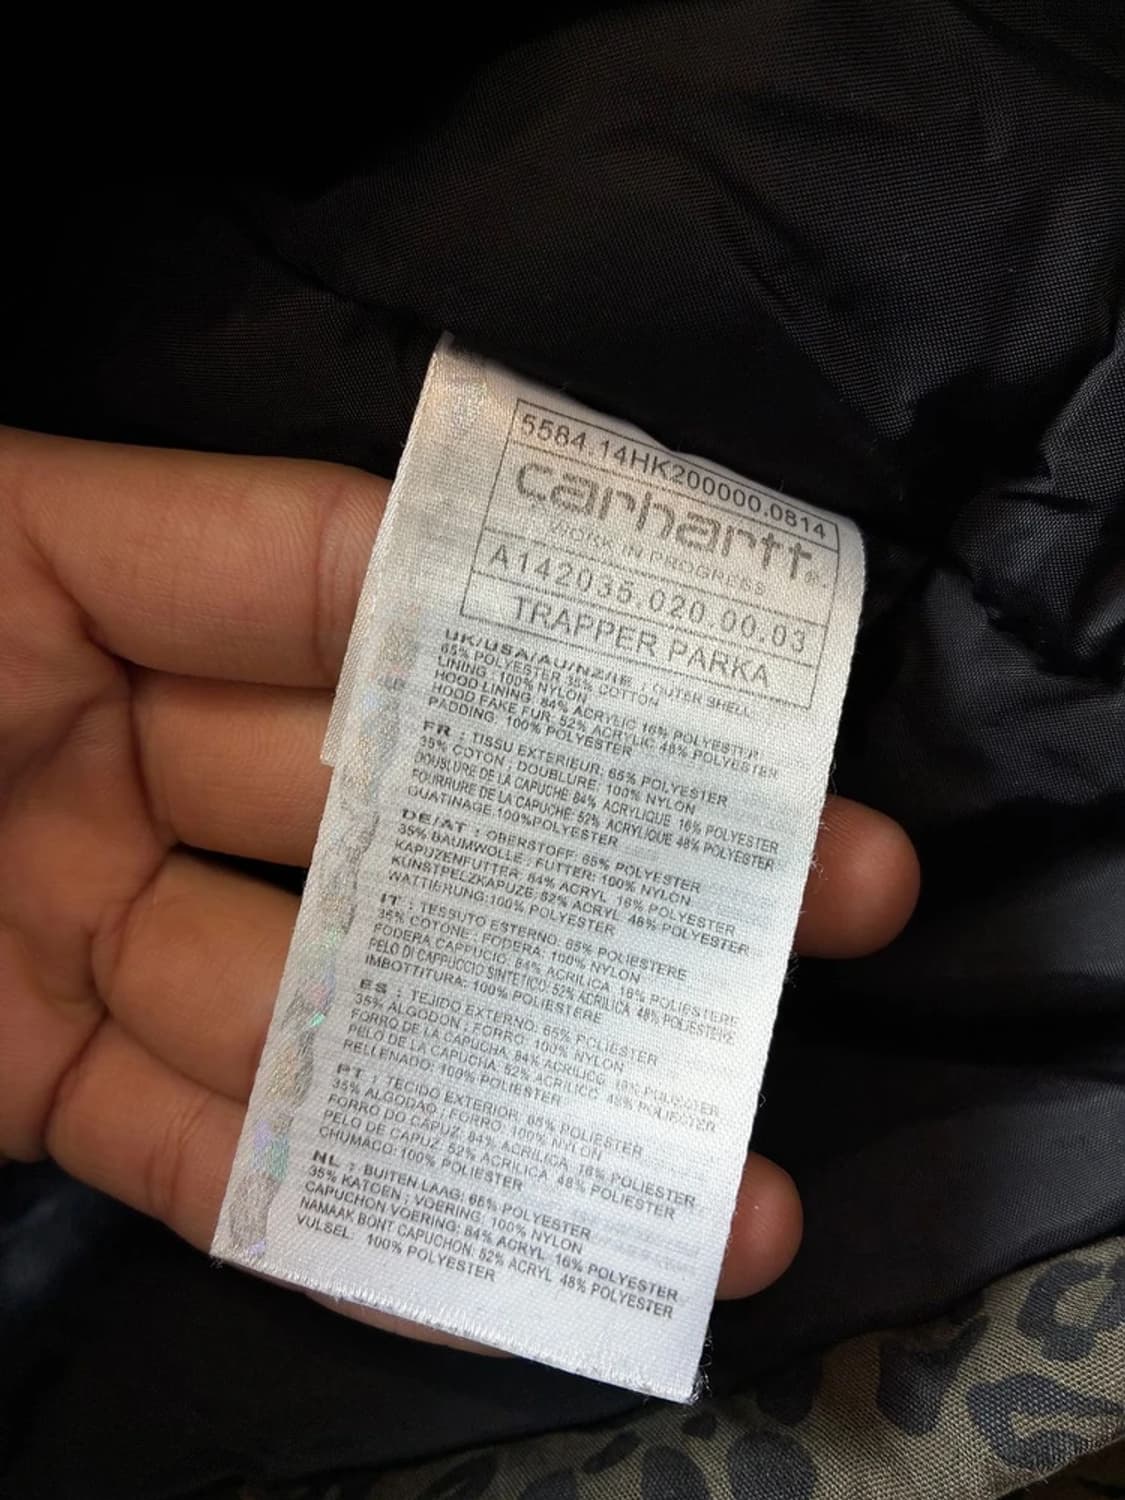 5584.14HK200000.0814
carhartt®
WORK IN PROGRESS
A142035.020.00.03
TRAPPER PARKA
UK/USA/AU/NZ/IE : OUTER SHELL:
65% POLYESTER 35% COTTON
LINING : 100% NYLON
HOOD LINING: 84% ACRYLIC 16% POLYESTER
HOOD FAKE FUR: 52% ACRYLIC 48% POLYESTER
PADDING: 100% POLYESTER
FR : TISSU EXTERIEUR: 65% POLYESTER
35% COTON ; DOUBLURE: 100% NYLON
DOUBLURE DE LA CAPUCHE: 84% ACRYLIQUE 16% POLYESTER
FOURRURE DE LA CAPUCHE: 52% ACRYLIQUE 48% POLYESTER
OUATINAGE:100%POLYESTER
DE/AT : OBERSTOFF: 65% POLYESTER
35% BAUMWOLLE ; FUTTER: 100% NYLON
KAPUZENFUTTER: 84% ACRYL 16% POLYESTER
KUNSTPELZKAPUZE: 52% ACRYL 48% POLYESTER
WATTIERUNG:100% POLYESTER
IT : TESSUTO ESTERNO: 65% POLIESTERE
35% COTONE ; FODERA: 100% NYLON
FODERA CAPPUCIC: 84% ACRILICA 16% POLIESTERE
PELO DI CAPPUCCIO SINTETICO: 52% ACRILICA 48% POLIESTERE
IMBOTTITURA: 100% POLIESTERE
ES : TEJIDO EXTERNO: 65% POLIESTER
35% ALGODON ; FORRO: 100% NYLON
FORRO DE LA CAPUCHA: 84% ACRILICO 16% POLIESTER
PELO DE LA CAPUCHA: 52% ACRILICO 48% POLIESTER
RELLENADO: 100% POLIESTER
PT : TECIDO EXTERIOR: 65% POLIESTER
35% ALGODAO ; FORRO: 100% NYLON
FORRO DO CAPUZ: 84% ACRILICA 16% POLIESTER
PELO DE CAPUZ: 52% ACRILICA 48% POLIESTER
CHUMACO: 100% POLIESTER
NL : BUITEN LAAG: 65% POLYESTER
35% KATOEN ; VOERING: 100% NYLON
CAPUCHON VOERING: 84% ACRYL 16% POLYESTER
NAMAAK BONT CAPUCHON: 52% ACRYL 48% POLYESTER
VULSEL: 100% POLYESTER